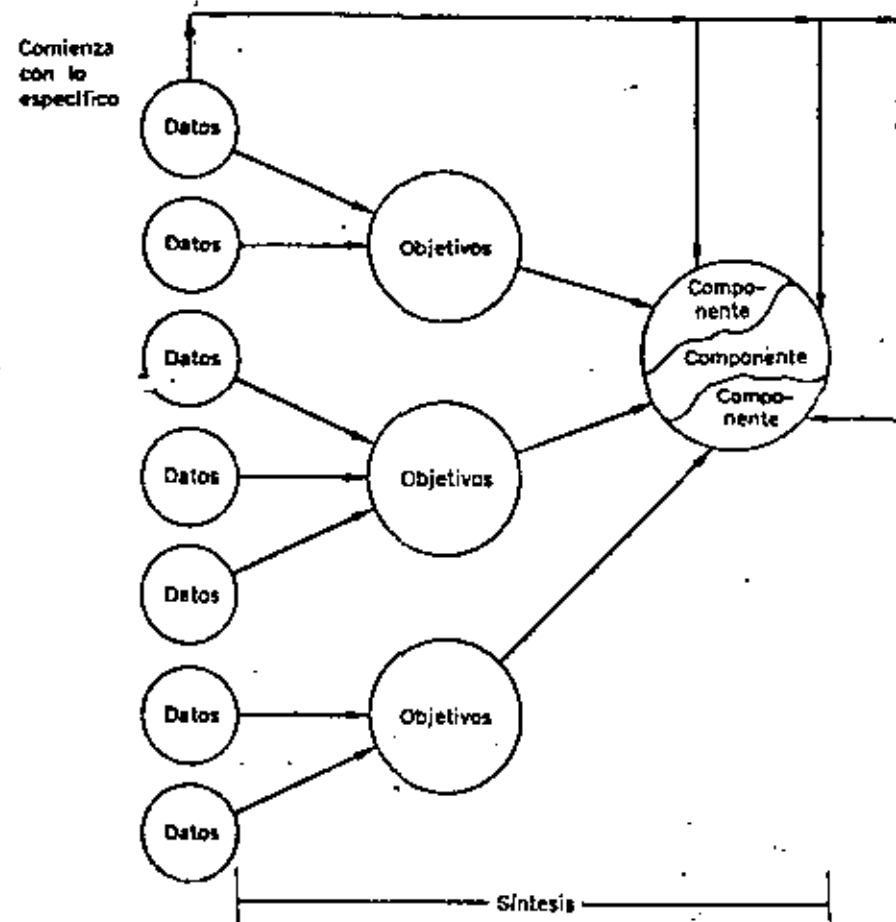 Comienza
con lo
específico
Datos
Datos
Objetivos
Compo-
nente
Datos
Componente
Compo-
nente
Datos
Objetivos
Datos
Datos
Objetivos
Datos
Síntesis